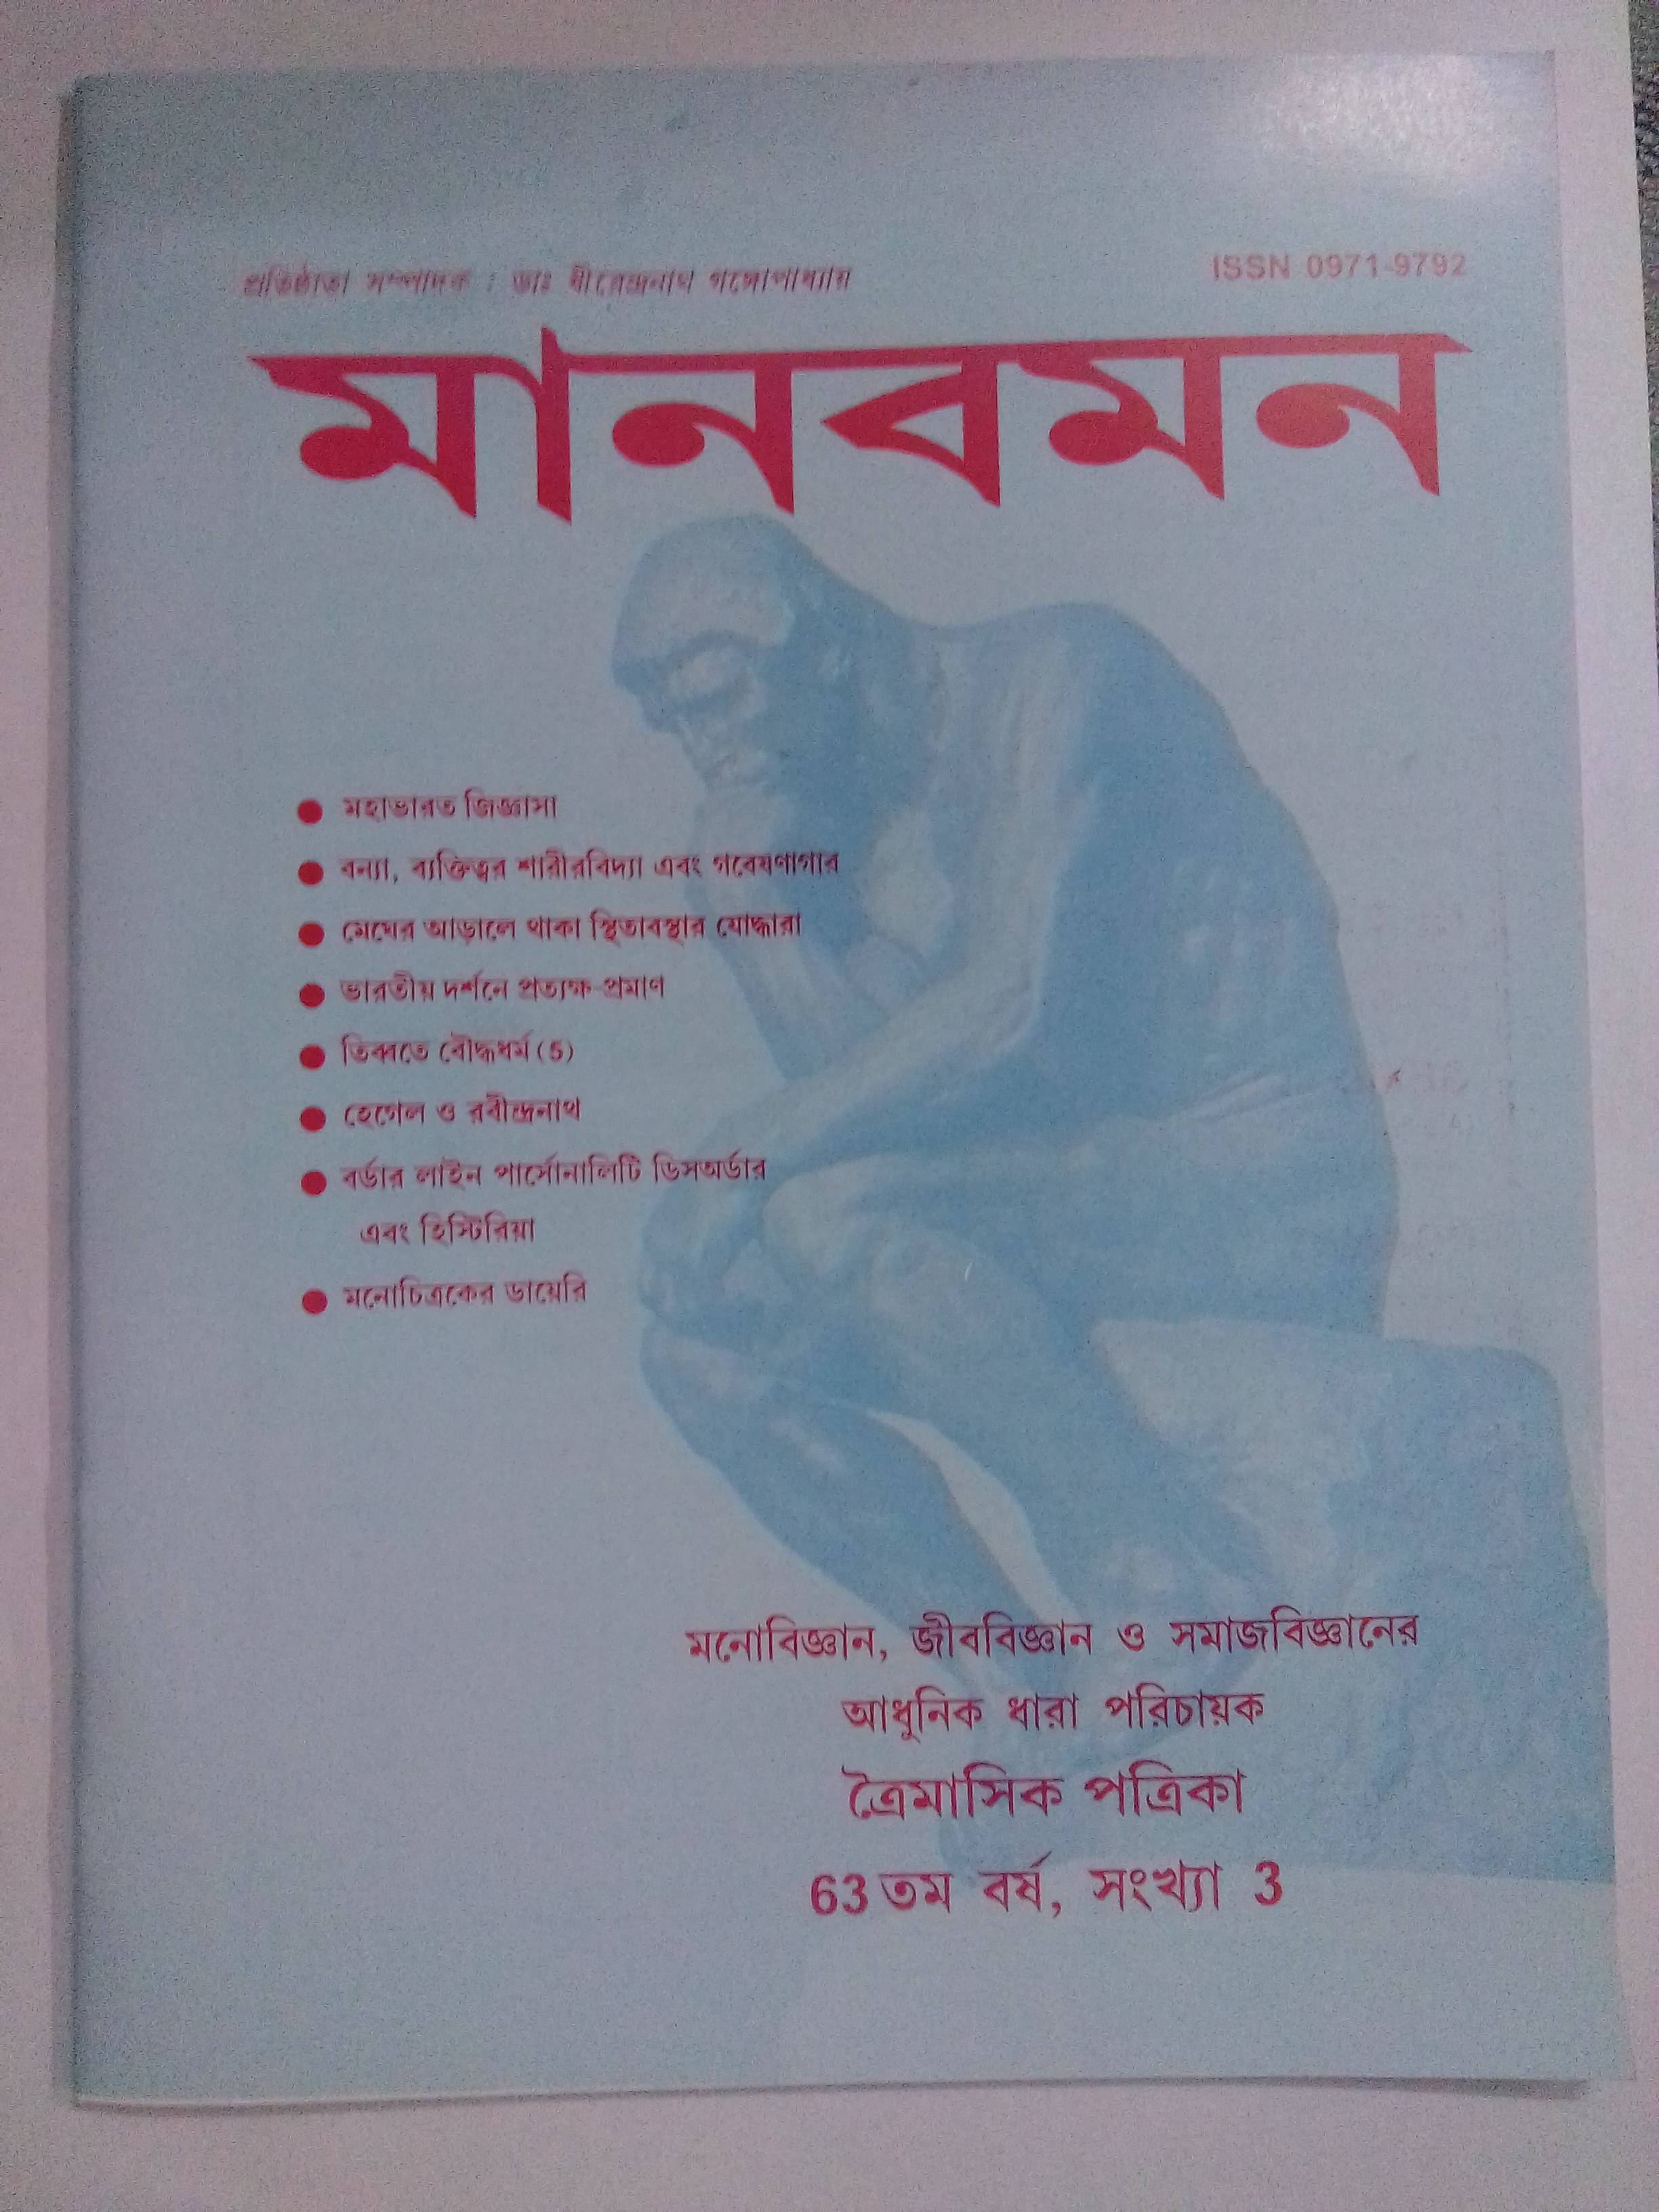 প্রতিষ্ঠাতা সম্পাদক : ডাঃ ধীরেন্দ্রনাথ গঙ্গোপাধ্যায়
ISSN 0971-9792
মানবমন
● মহাভারত জিজ্ঞাসা
● বন্যা, ব্যক্তিত্বর শারীরবিদ্যা এবং গবেষণাগার
● মেঘের আড়ালে থাকা স্থিতাবস্থার যোদ্ধারা
● ভারতীয় দর্শনে প্রত্যক্ষ-প্রমাণ
● তিব্বতে বৌদ্ধধর্ম (5)
● হেগেল ও রবীন্দ্রনাথ
● বর্ডার লাইন পার্সোনালিটি ডিসঅর্ডার
এবং হিস্টিরিয়া
● মনোচিত্রকের ডায়েরি
মনোবিজ্ঞান, জীববিজ্ঞান ও সমাজবিজ্ঞানের
আধুনিক ধারা পরিচায়ক
ত্রৈমাসিক পত্রিকা
63তম বর্ষ, সংখ্যা 3